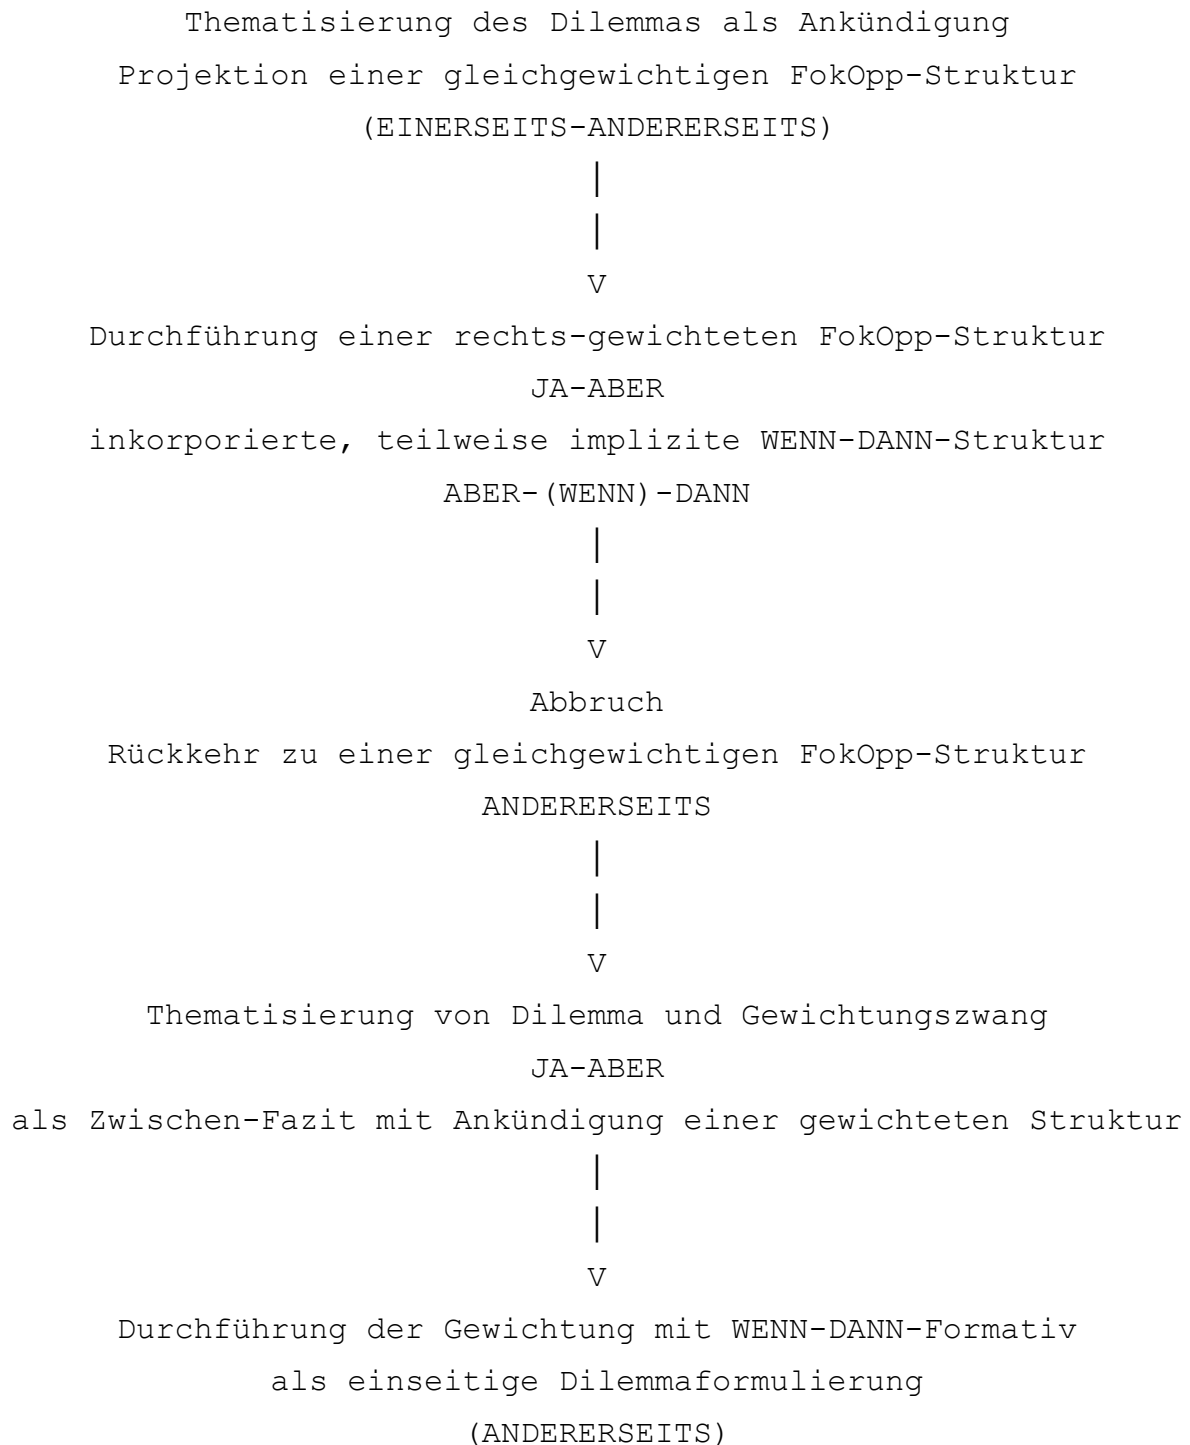 Thematisierung des Dilemmas als Ankündigung
Projektion einer gleichgewichtigen FokOpp-Struktur
(EINERSEITS-ANDERERSEITS)
|
|
V
Durchführung einer rechts-gewichteten FokOpp-Struktur
JA-ABER
inkorporierte, teilweise implizite WENN-DANN-Struktur
ABER-(WENN)-DANN
|
|
V
Abbruch
Rückkehr zu einer gleichgewichtigen FokOpp-Struktur
ANDERERSEITS
|
|
V
Thematisierung von Dilemma und Gewichtungszwang
JA-ABER
als Zwischen-Fazit mit Ankündigung einer gewichteten Struktur
|
|
V
Durchführung der Gewichtung mit WENN-DANN-Formativ
als einseitige Dilemmaformulierung
(ANDERERSEITS)